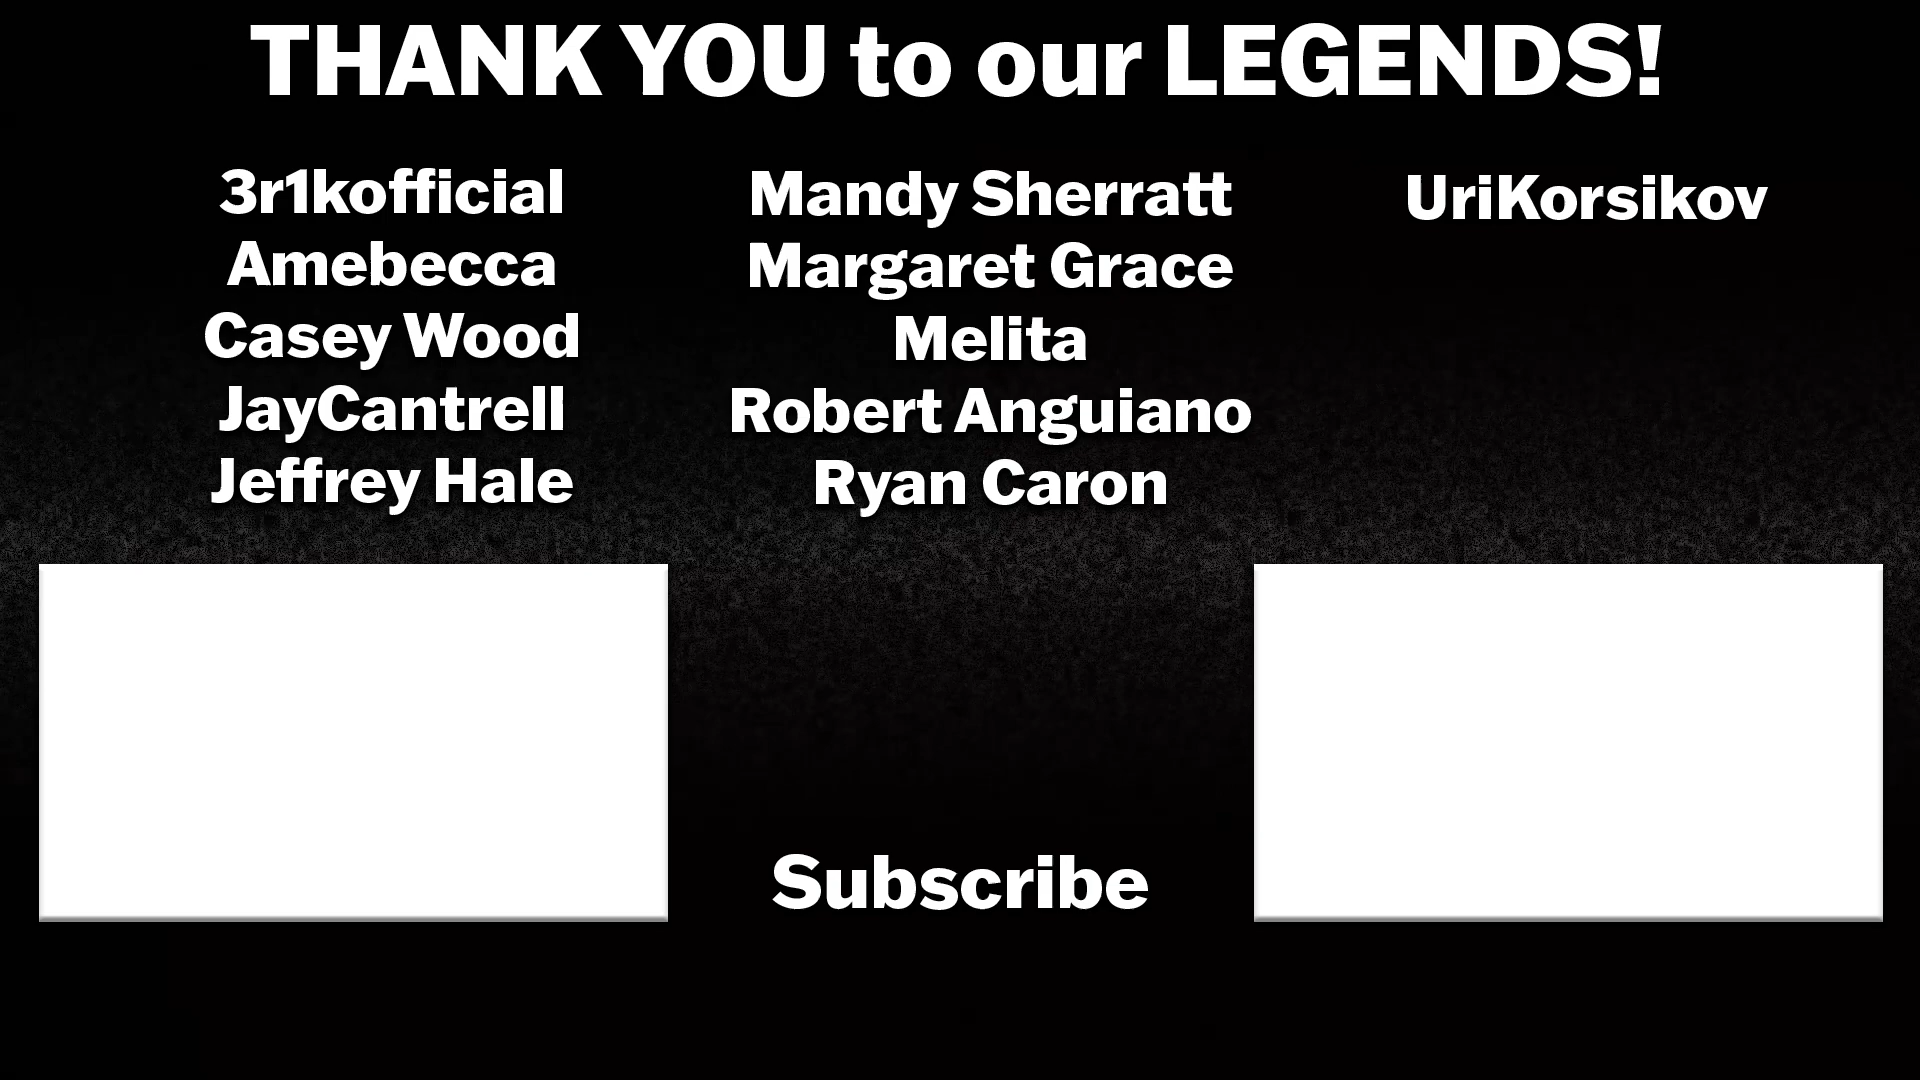 THANK YOU to our LEGENDS!
3r1kofficial
Amebecca
Casey Wood
JayCantrell
Jeffrey Hale
Mandy Sherratt
Margaret Grace
Melita
Robert Anguiano
Ryan Caron
UriKorsikov
Subscribe